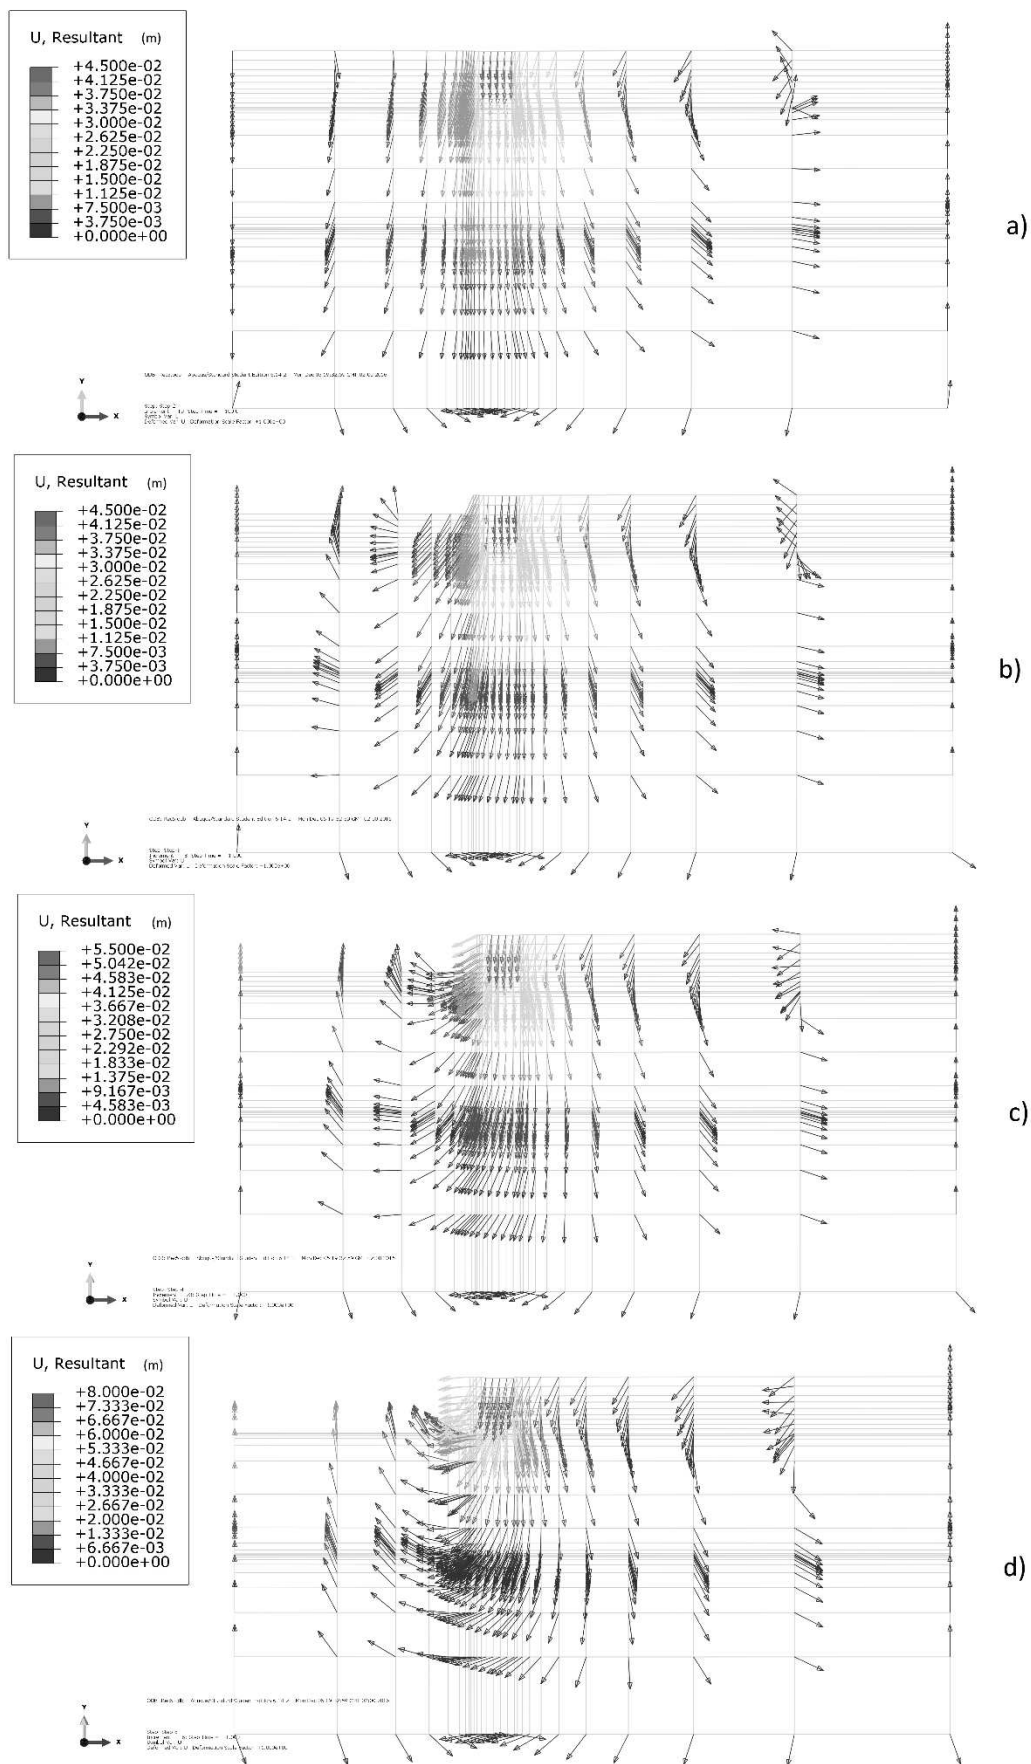 U, Resultant (m)
+4.500e-02
+4.125e-02
+3.750e-02
+3.375e-02
+3.000e-02
+2.625e-02
+2.250e-02
+1.875e-02
+1.500e-02
+1.125e-02
+7.500e-03
+3.750e-03
+0.000e+00
a)
Y
X
U, Resultant (m)
+4.500e-02
+4.125e-02
+3.750e-02
+3.375e-02
+3.000e-02
+2.625e-02
+2.250e-02
+1.875e-02
+1.500e-02
+1.125e-02
+7.500e-03
+3.750e-03
+0.000e+00
b)
Y
X
U, Resultant (m)
+5.500e-02
+5.042e-02
+4.583e-02
+4.125e-02
+3.667e-02
+3.208e-02
+2.750e-02
+2.292e-02
+1.833e-02
+1.375e-02
+9.167e-03
+4.583e-03
+0.000e+00
c)
Y
X
U, Resultant (m)
+8.000e-02
+7.333e-02
+6.667e-02
+6.000e-02
+5.333e-02
+4.667e-02
+4.000e-02
+3.333e-02
+2.667e-02
+2.000e-02
+1.333e-02
+6.667e-03
+0.000e+00
d)
Y
X